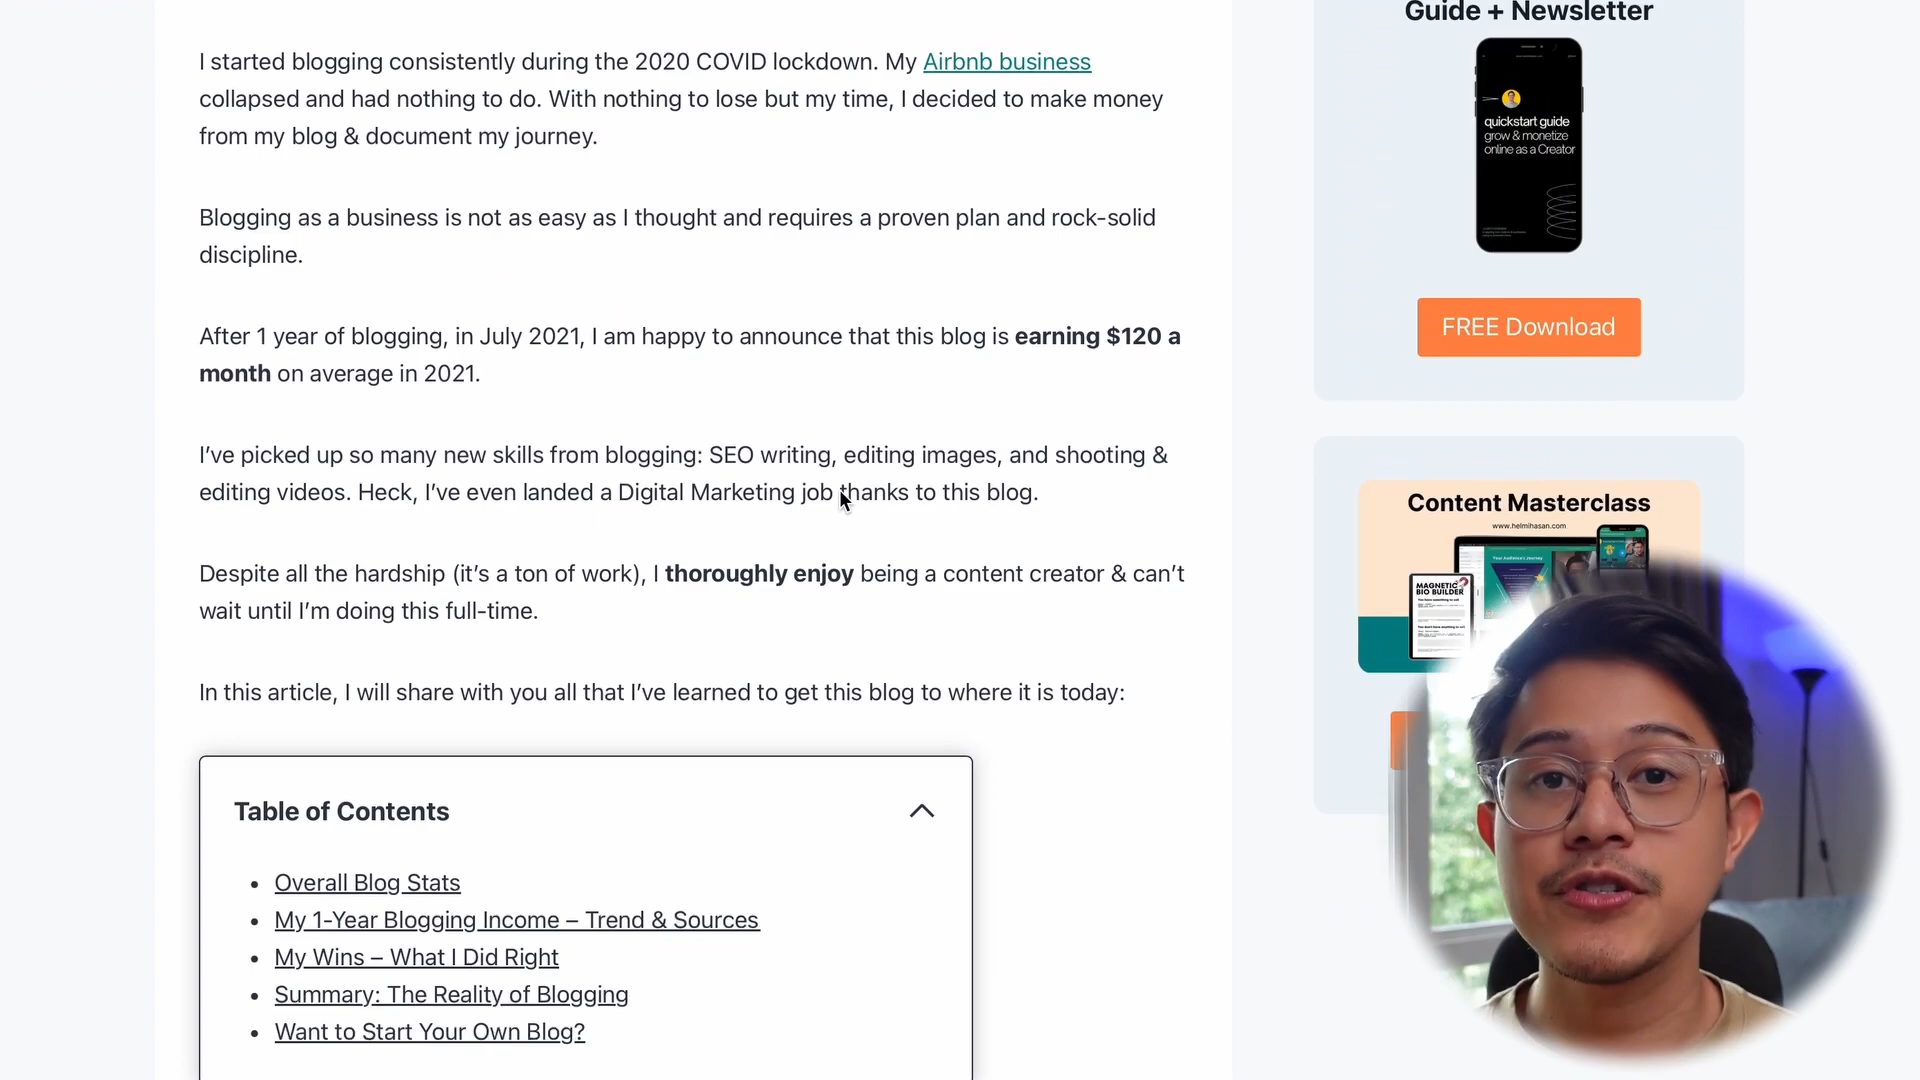 I started blogging consistently during the 2020 COVID lockdown. My Airbnb business
collapsed and had nothing to do. With nothing to lose but my time, I decided to make money
from my blog & document my journey.
Blogging as a business is not as easy as I thought and requires a proven plan and rock-solid
discipline.
After 1 year of blogging, in July 2021, I am happy to announce that this blog is earning $120 a
month on average in 2021.
I’ve picked up so many new skills from blogging: SEO writing, editing images, and shooting &
editing videos. Heck, I’ve even landed a Digital Marketing job thanks to this blog.
Despite all the hardship (it’s a ton of work), I thoroughly enjoy being a content creator & can’t
wait until I’m doing this full-time.
In this article, I will share with you all that I’ve learned to get this blog to where it is today:
Table of Contents
Overall Blog Stats
My 1-Year Blogging Income – Trend & Sources
My Wins – What I Did Right
Summary: The Reality of Blogging
Want to Start Your Own Blog?
Guide + Newsletter
quickstart guide
grow & monetize
online as a Creator
FREE Download
Content Masterclass
www.helmihasan.com
MAGNETIC
BIO BUILDER